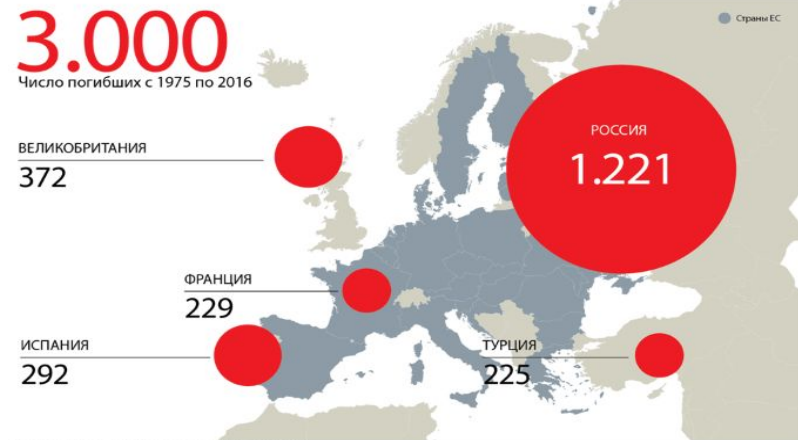 3.000
Число погибших с 1975 по 2016
Страны ЕС
РОССИЯ
1.221
ВЕЛИКОБРИТАНИЯ
372
ФРАНЦИЯ
229
ИСПАНИЯ
292
ТУРЦИЯ
225